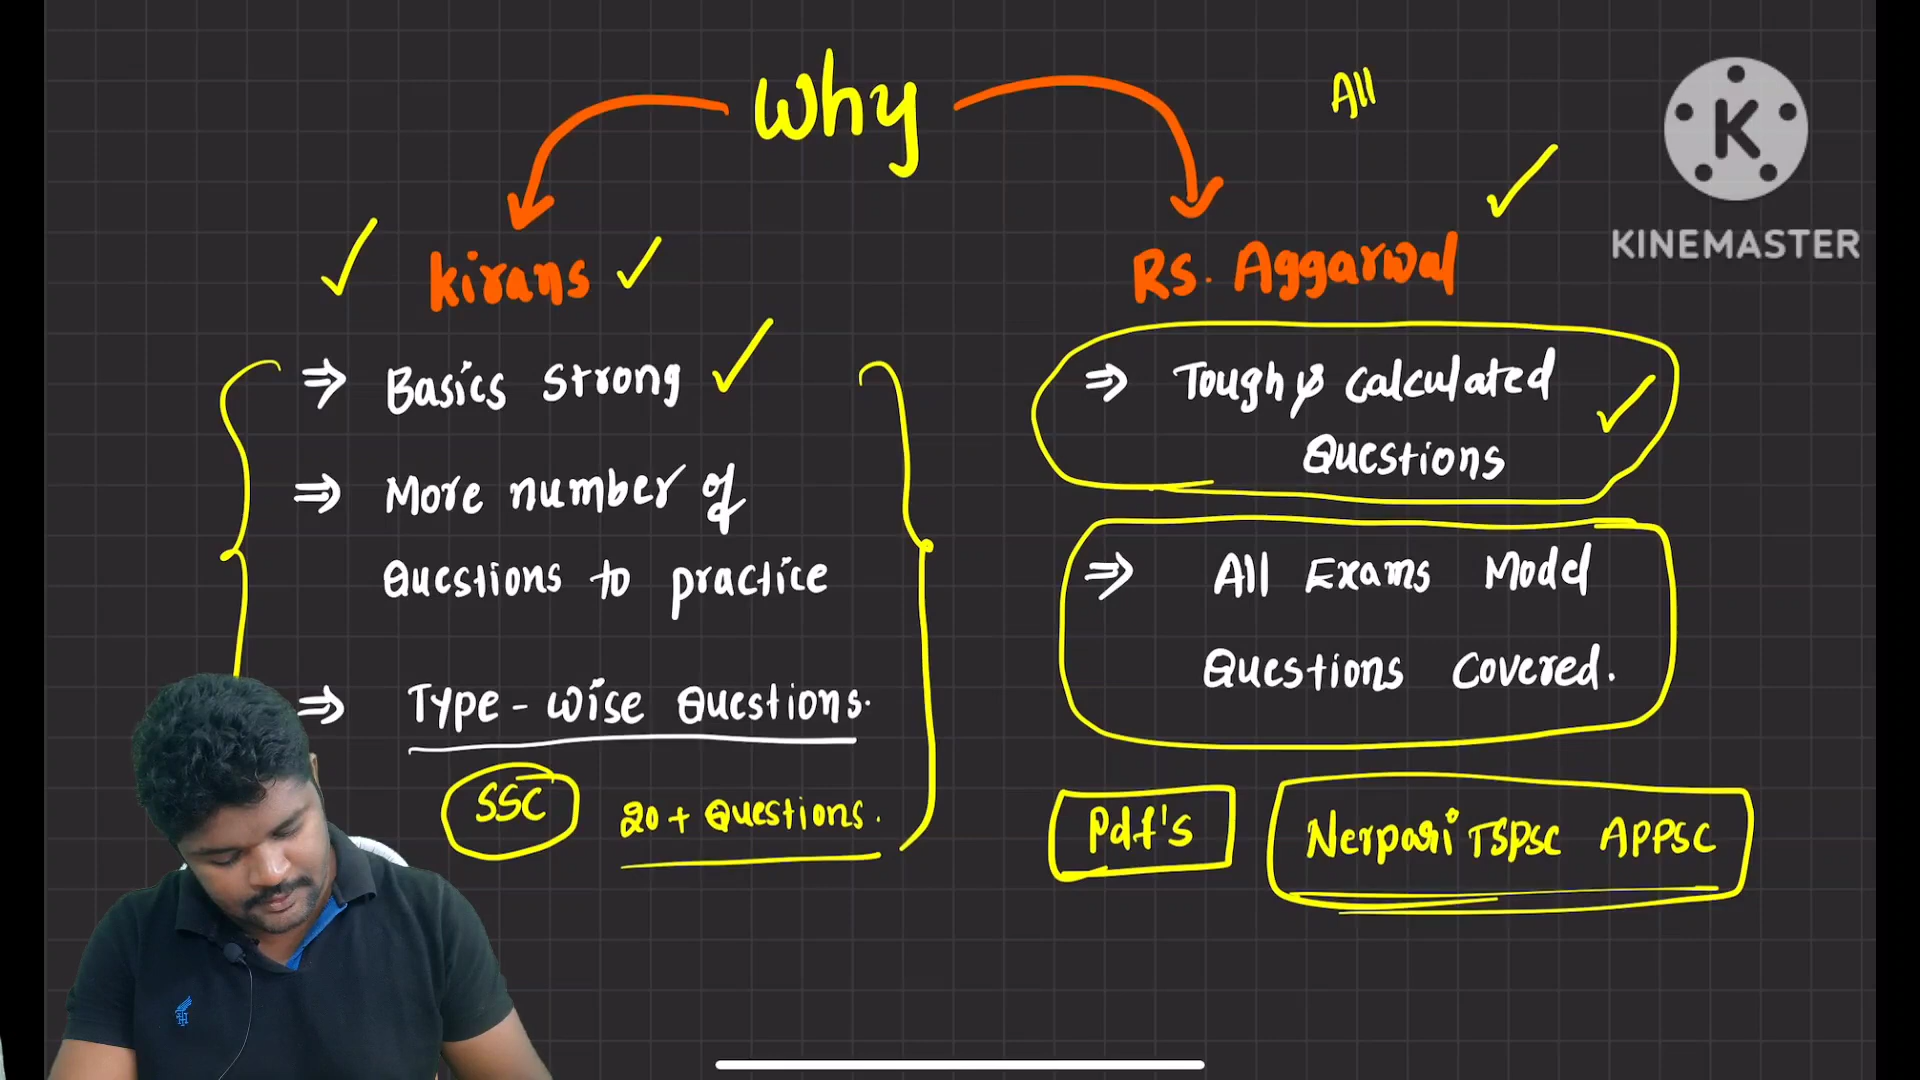 Why
All
KINEMASTER
kirans
RS. Aggarwal
⇒ Basics strong
⇒ More number of
Questions to practice
⇒ Type-wise Questions.
SSC
20+ Questions.
⇒ Tough & calculated
Questions
⇒ All Exams Model
Questions Covered.
Pdf's
Nerpari TSPSC APPSC